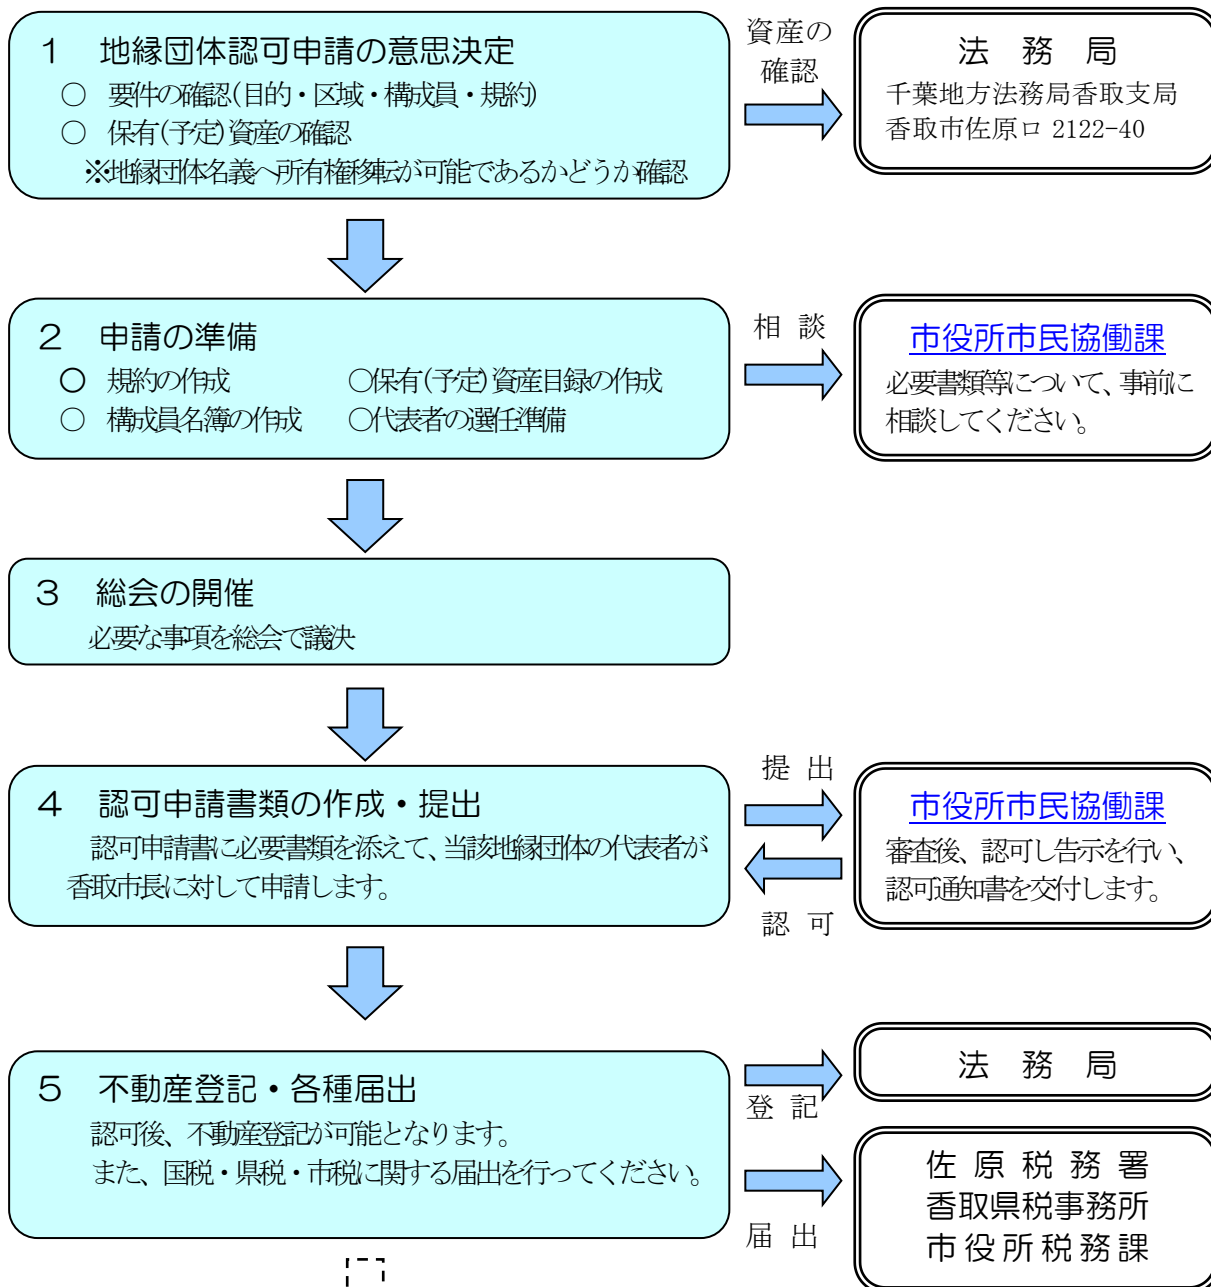 1 地縁団体認可申請の意思決定
○ 要件の確認(目的・区域・構成員・規約)
○ 保有(予定)資産の確認
※地縁団体名義へ所有権移転が可能であるかどうか確認
資産の
確認
法 務 局
千葉地方法務局香取支局
香取市佐原ロ 2122-40
2 申請の準備
○ 規約の作成 ○保有(予定)資産目録の作成
○ 構成員名簿の作成 ○代表者の選任準備
相 談
市役所市民協働課
必要書類等について、事前に
相談してください。
3 総会の開催
必要な事項を総会で議決
4 認可申請書類の作成・提出
認可申請書に必要書類を添えて、当該地縁団体の代表者が
香取市長に対して申請します。
提 出
認 可
市役所市民協働課
審査後、認可し告示を行い、
認可通知書を交付します。
5 不動産登記・各種届出
認可後、不動産登記が可能となります。
また、国税・県税・市税に関する届出を行ってください。
登 記
法 務 局
届 出
佐 原 税 務 署
香取県税事務所
市 役 所 税 務 課